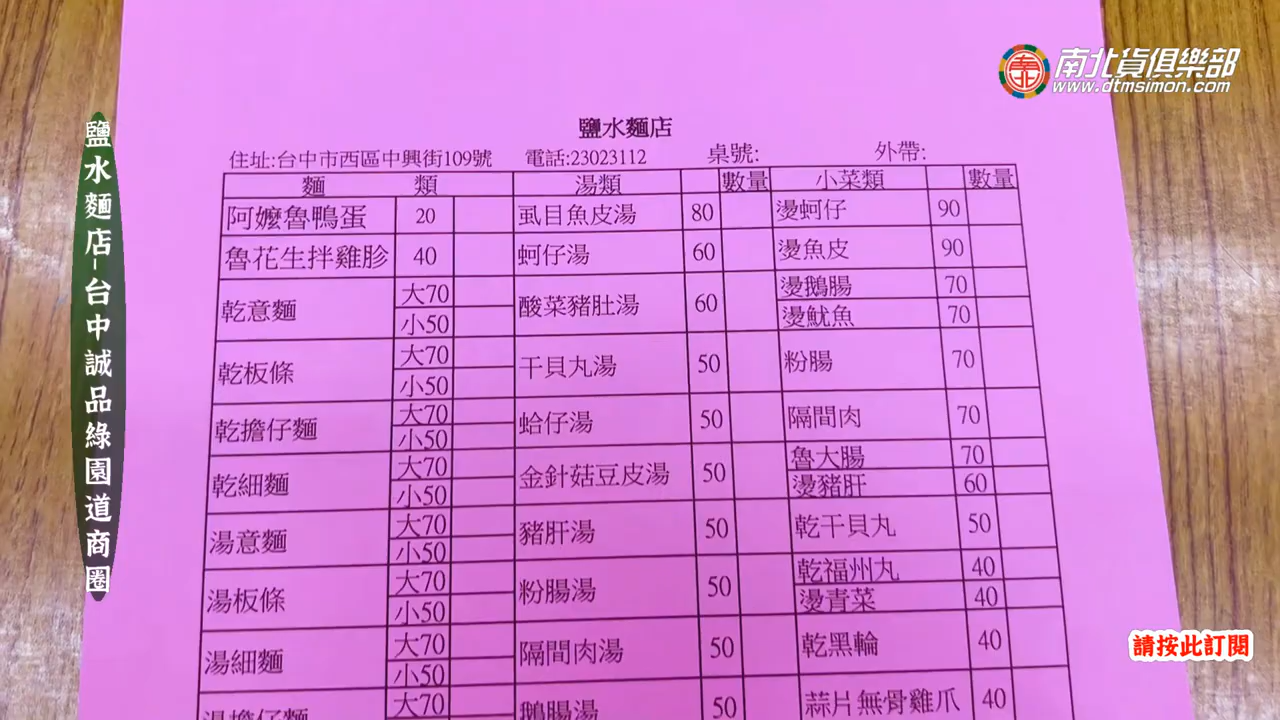 南北貨俱樂部
www.dtmsimon.com
鹽水麵店-台中誠品綠園道商圈
鹽水麵店
住址:台中市西區中興街109號 電話:23023112 桌號: 外帶:
麵 類 湯類 數量 小菜類 數量
阿嬤魯鴨蛋 20 虱目魚皮湯 80 燙蚵仔 90
魯花生拌雞胗 40 蚵仔湯 60 燙魚皮 90
乾意麵 大70 小50 酸菜豬肚湯 60 燙鵝腸 70 燙魷魚 70
乾板條 大70 小50 干貝丸湯 50 粉腸 70
乾擔仔麵 大70 小50 蛤仔湯 50 隔間肉 70
乾細麵 大70 小50 金針菇豆皮湯 50 魯大腸 70 燙豬肝 60
湯意麵 大70 小50 豬肝湯 50 乾干貝丸 50
湯板條 大70 小50 粉腸湯 50 乾福州丸 40 燙青菜 40
湯細麵 大70 小50 隔間肉湯 50 乾黑輪 40
湯擔仔麵 大70 鵝腸湯 50 蒜片無骨雞爪 40
請按此訂閱